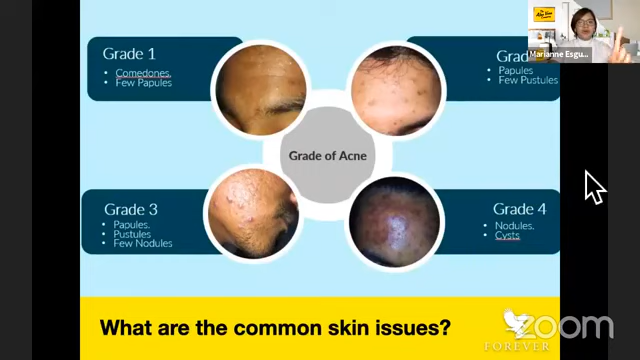 Grade 1
• Comedones.
• Few Papules
Grad
• Papules
• Few Pustules
Grade of Acne
Grade 3
• Papules.
• Pustules
• Few Nodules
Grade 4
• Nodules.
• Cysts
What are the common skin issues?
FOREVER
zoom
Marianne Esgu...